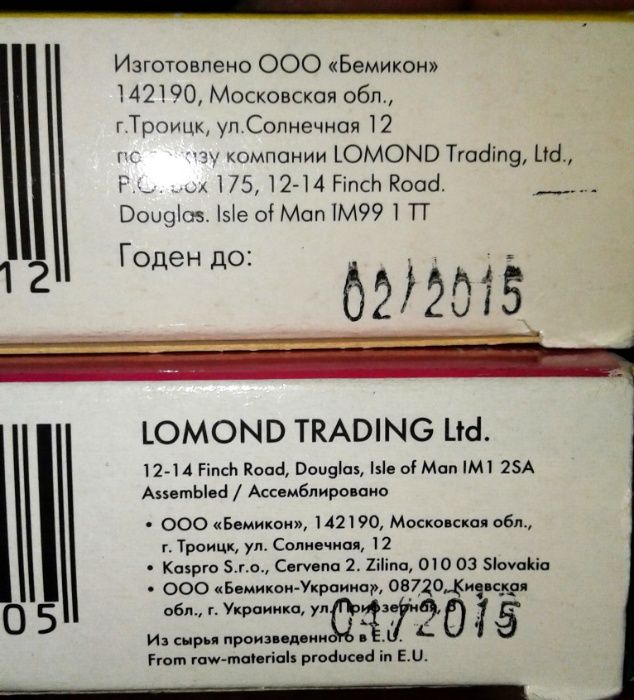 Изготовлено ООО «Бемикон»
142190, Московская обл.,
г.Троицк, ул.Солнечная 12
компании LOMOND Trading, Ltd.,
175, 12-14 Finch Road.
Douglas. Isle of Man IM99 1 TT
Годен до:
02/2015
12
LOMOND TRADING Ltd.
12-14 Finch Road, Douglas, Isle of Man IM1 2SA
Assembled / Ассемблировано
• ООО «Бемикон», 142190, Московская обл.,
г. Троицк, ул. Солнечная, 12
• Kaspro S.r.o., Cervena 2. Zilina, 010 03 Slovakia
• ООО «Бемикон-Украина», 08720, Киевская
обл., г. Украинка, ул. Приозерная, 8
04/2015
05
Из сырья произведенного в E.U.
From raw-materials produced in E.U.